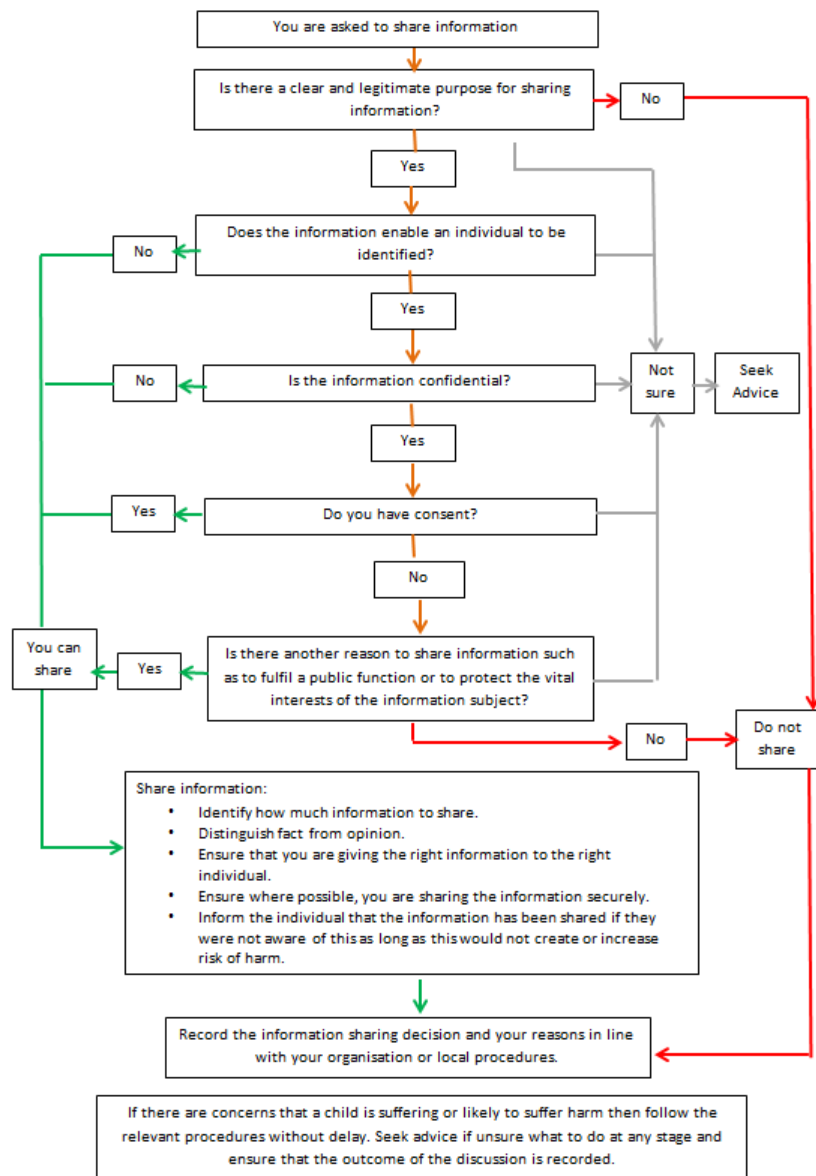 You are asked to share information
Is there a clear and legitimate purpose for sharing
information?
No
Yes
Does the information enable an individual to be
identified?
No
Yes
Is the information confidential?
No
Not
sure
Seek
Advice
Yes
Do you have consent?
Yes
No
Is there another reason to share information such
as to fulfil a public function or to protect the vital
interests of the information subject?
Yes
You can
share
No
Do not
share
Share information:
• Identify how much information to share.
• Distinguish fact from opinion.
• Ensure that you are giving the right information to the right
individual.
• Ensure where possible, you are sharing the information securely.
• Inform the individual that the information has been shared if they
were not aware of this as long as this would not create or increase
risk of harm.
Record the information sharing decision and your reasons in line
with your organisation or local procedures.
If there are concerns that a child is suffering or likely to suffer harm then follow the
relevant procedures without delay. Seek advice if unsure what to do at any stage and
ensure that the outcome of the discussion is recorded.